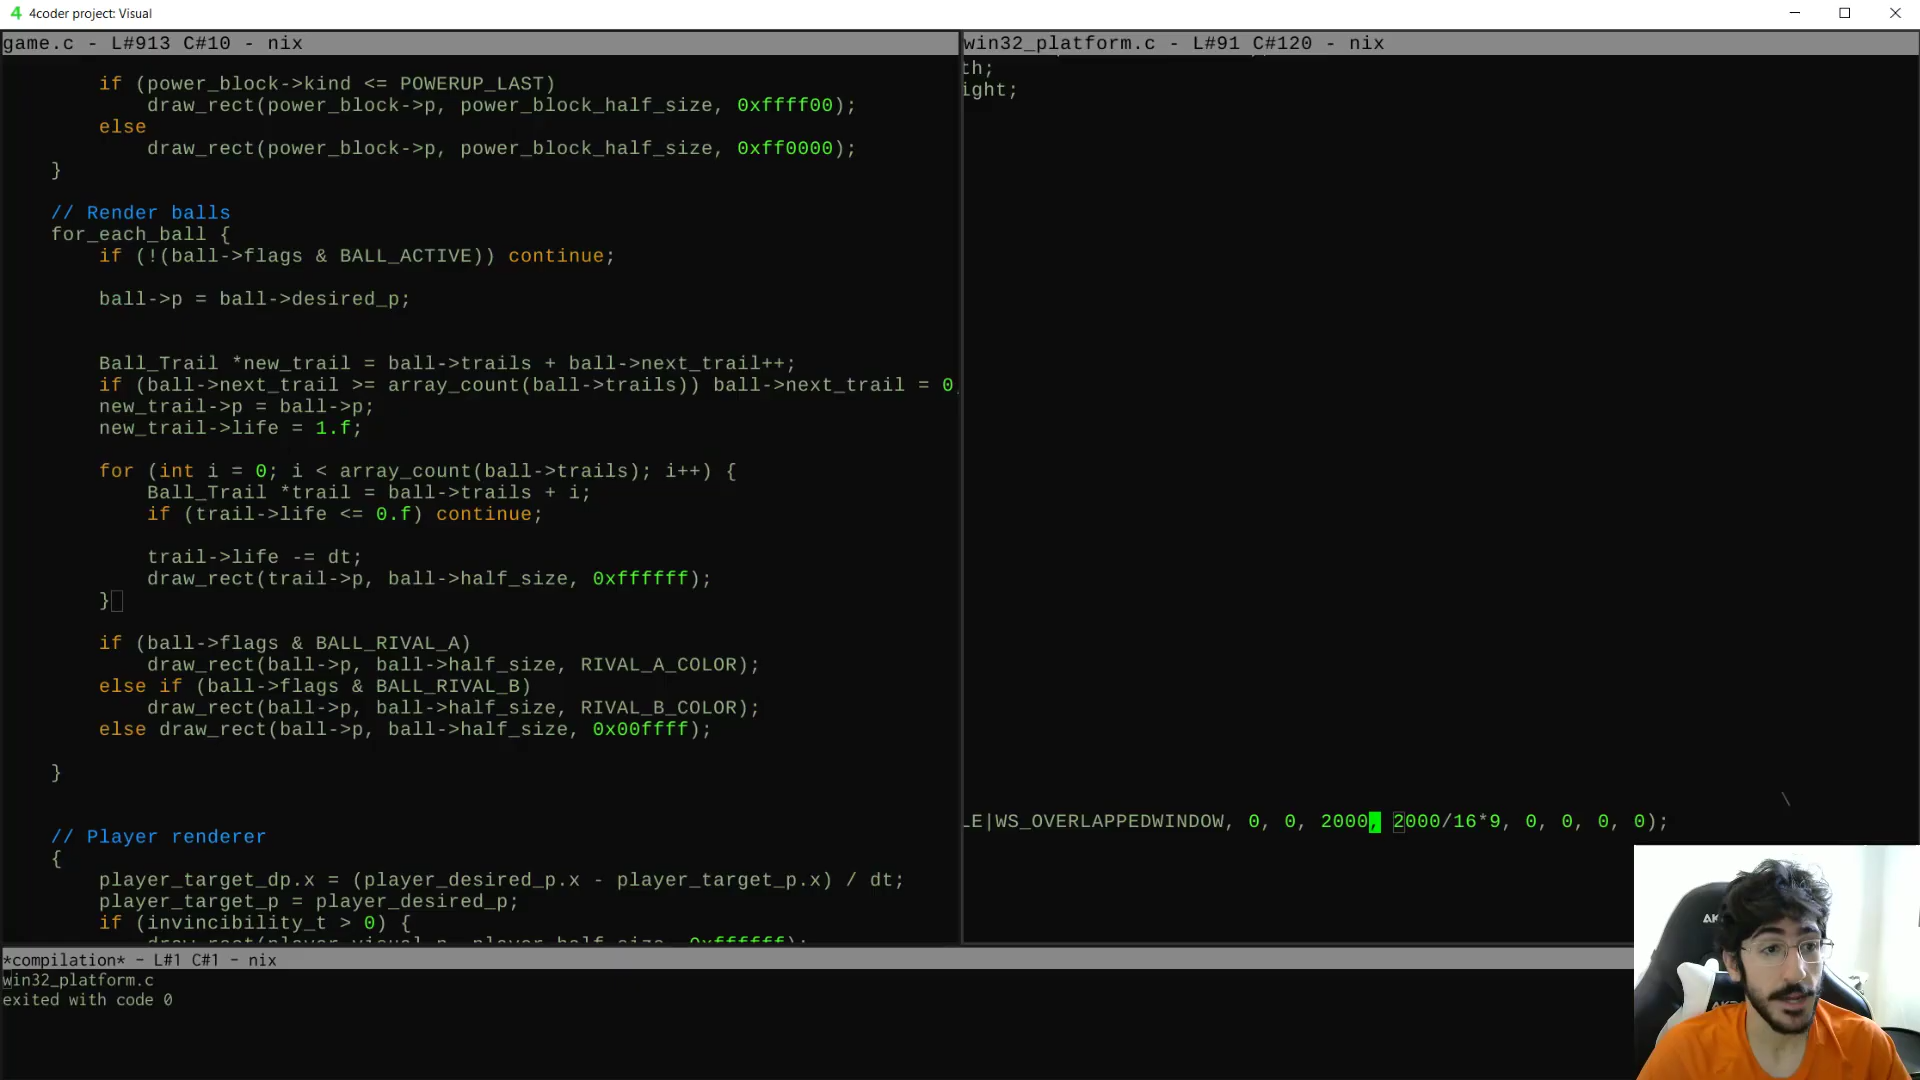 4 4coder project: Visual
game.c - L#913 C#10 - nix
if (power_block->kind <= POWERUP_LAST)
draw_rect(power_block->p, power_block_half_size, 0xffff00);
else
draw_rect(power_block->p, power_block_half_size, 0xff0000);
}
// Render balls
for_each_ball {
if (!(ball->flags & BALL_ACTIVE)) continue;
ball->p = ball->desired_p;
Ball_Trail *new_trail = ball->trails + ball->next_trail++;
if (ball->next_trail >= array_count(ball->trails)) ball->next_trail = 0
new_trail->p = ball->p;
new_trail->life = 1.f;
for (int i = 0; i < array_count(ball->trails); i++) {
Ball_Trail *trail = ball->trails + i;
if (trail->life <= 0.f) continue;
trail->life -= dt;
draw_rect(trail->p, ball->half_size, 0xffffff);
}
if (ball->flags & BALL_RIVAL_A)
draw_rect(ball->p, ball->half_size, RIVAL_A_COLOR);
else if (ball->flags & BALL_RIVAL_B)
draw_rect(ball->p, ball->half_size, RIVAL_B_COLOR);
else draw_rect(ball->p, ball->half_size, 0x00ffff);
}
// Player renderer
{
player_target_dp.x = (player_desired_p.x - player_target_p.x) / dt;
player_target_p = player_desired_p;
if (invincibility_t > 0) {
draw_rect(player_visual_p, player_half_size, 0xffffff);
win32_platform.c - L#91 C#120 - nix
th;
ight;
\
LE|WS_OVERLAPPEDWINDOW, 0, 0, 2000, 2000/16*9, 0, 0, 0, 0);
*compilation* - L#1 C#1 - nix
win32_platform.c
exited with code 0